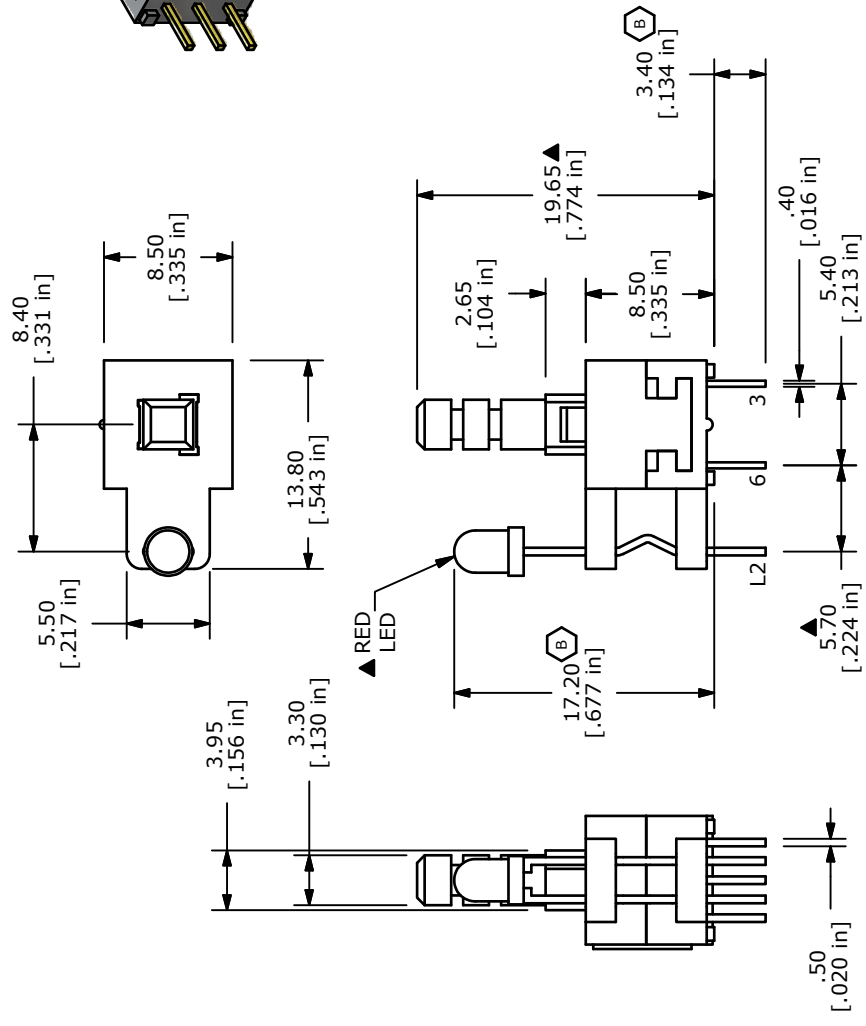 8.40
[.331 in]
8.50
[.335 in]
5.50
[.217 in]
13.80
[.543 in]
3.40
[.134 in]
B
19.65▲
[.774 in]
2.65
[.104 in]
8.50
[.335 in]
.40
[.016 in]
5.40
[.213 in]
3
6
L2
▲
5.70
[.224 in]
▲ RED
LED
17.20
[.677 in]
B
3.95
[.156 in]
3.30
[.130 in]
.50
[.020 in]